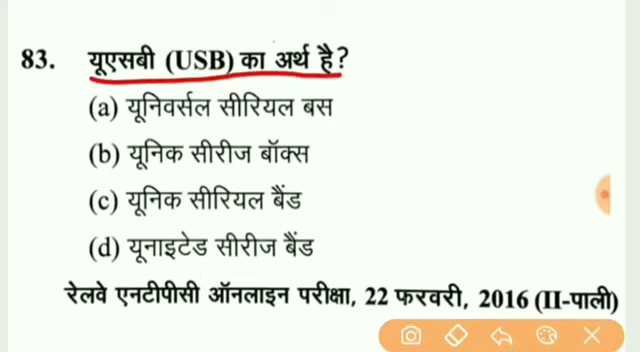 83. यूएसबी (USB) का अर्थ है?
(a) यूनिवर्सल सीरियल बस
(b) यूनिक सीरीज बॉक्स
(c) यूनिक सीरियल बैंड
(d) यूनाइटेड सीरीज बैंड
रेलवे एनटीपीसी ऑनलाइन परीक्षा, 22 फरवरी, 2016 (II-पाली)